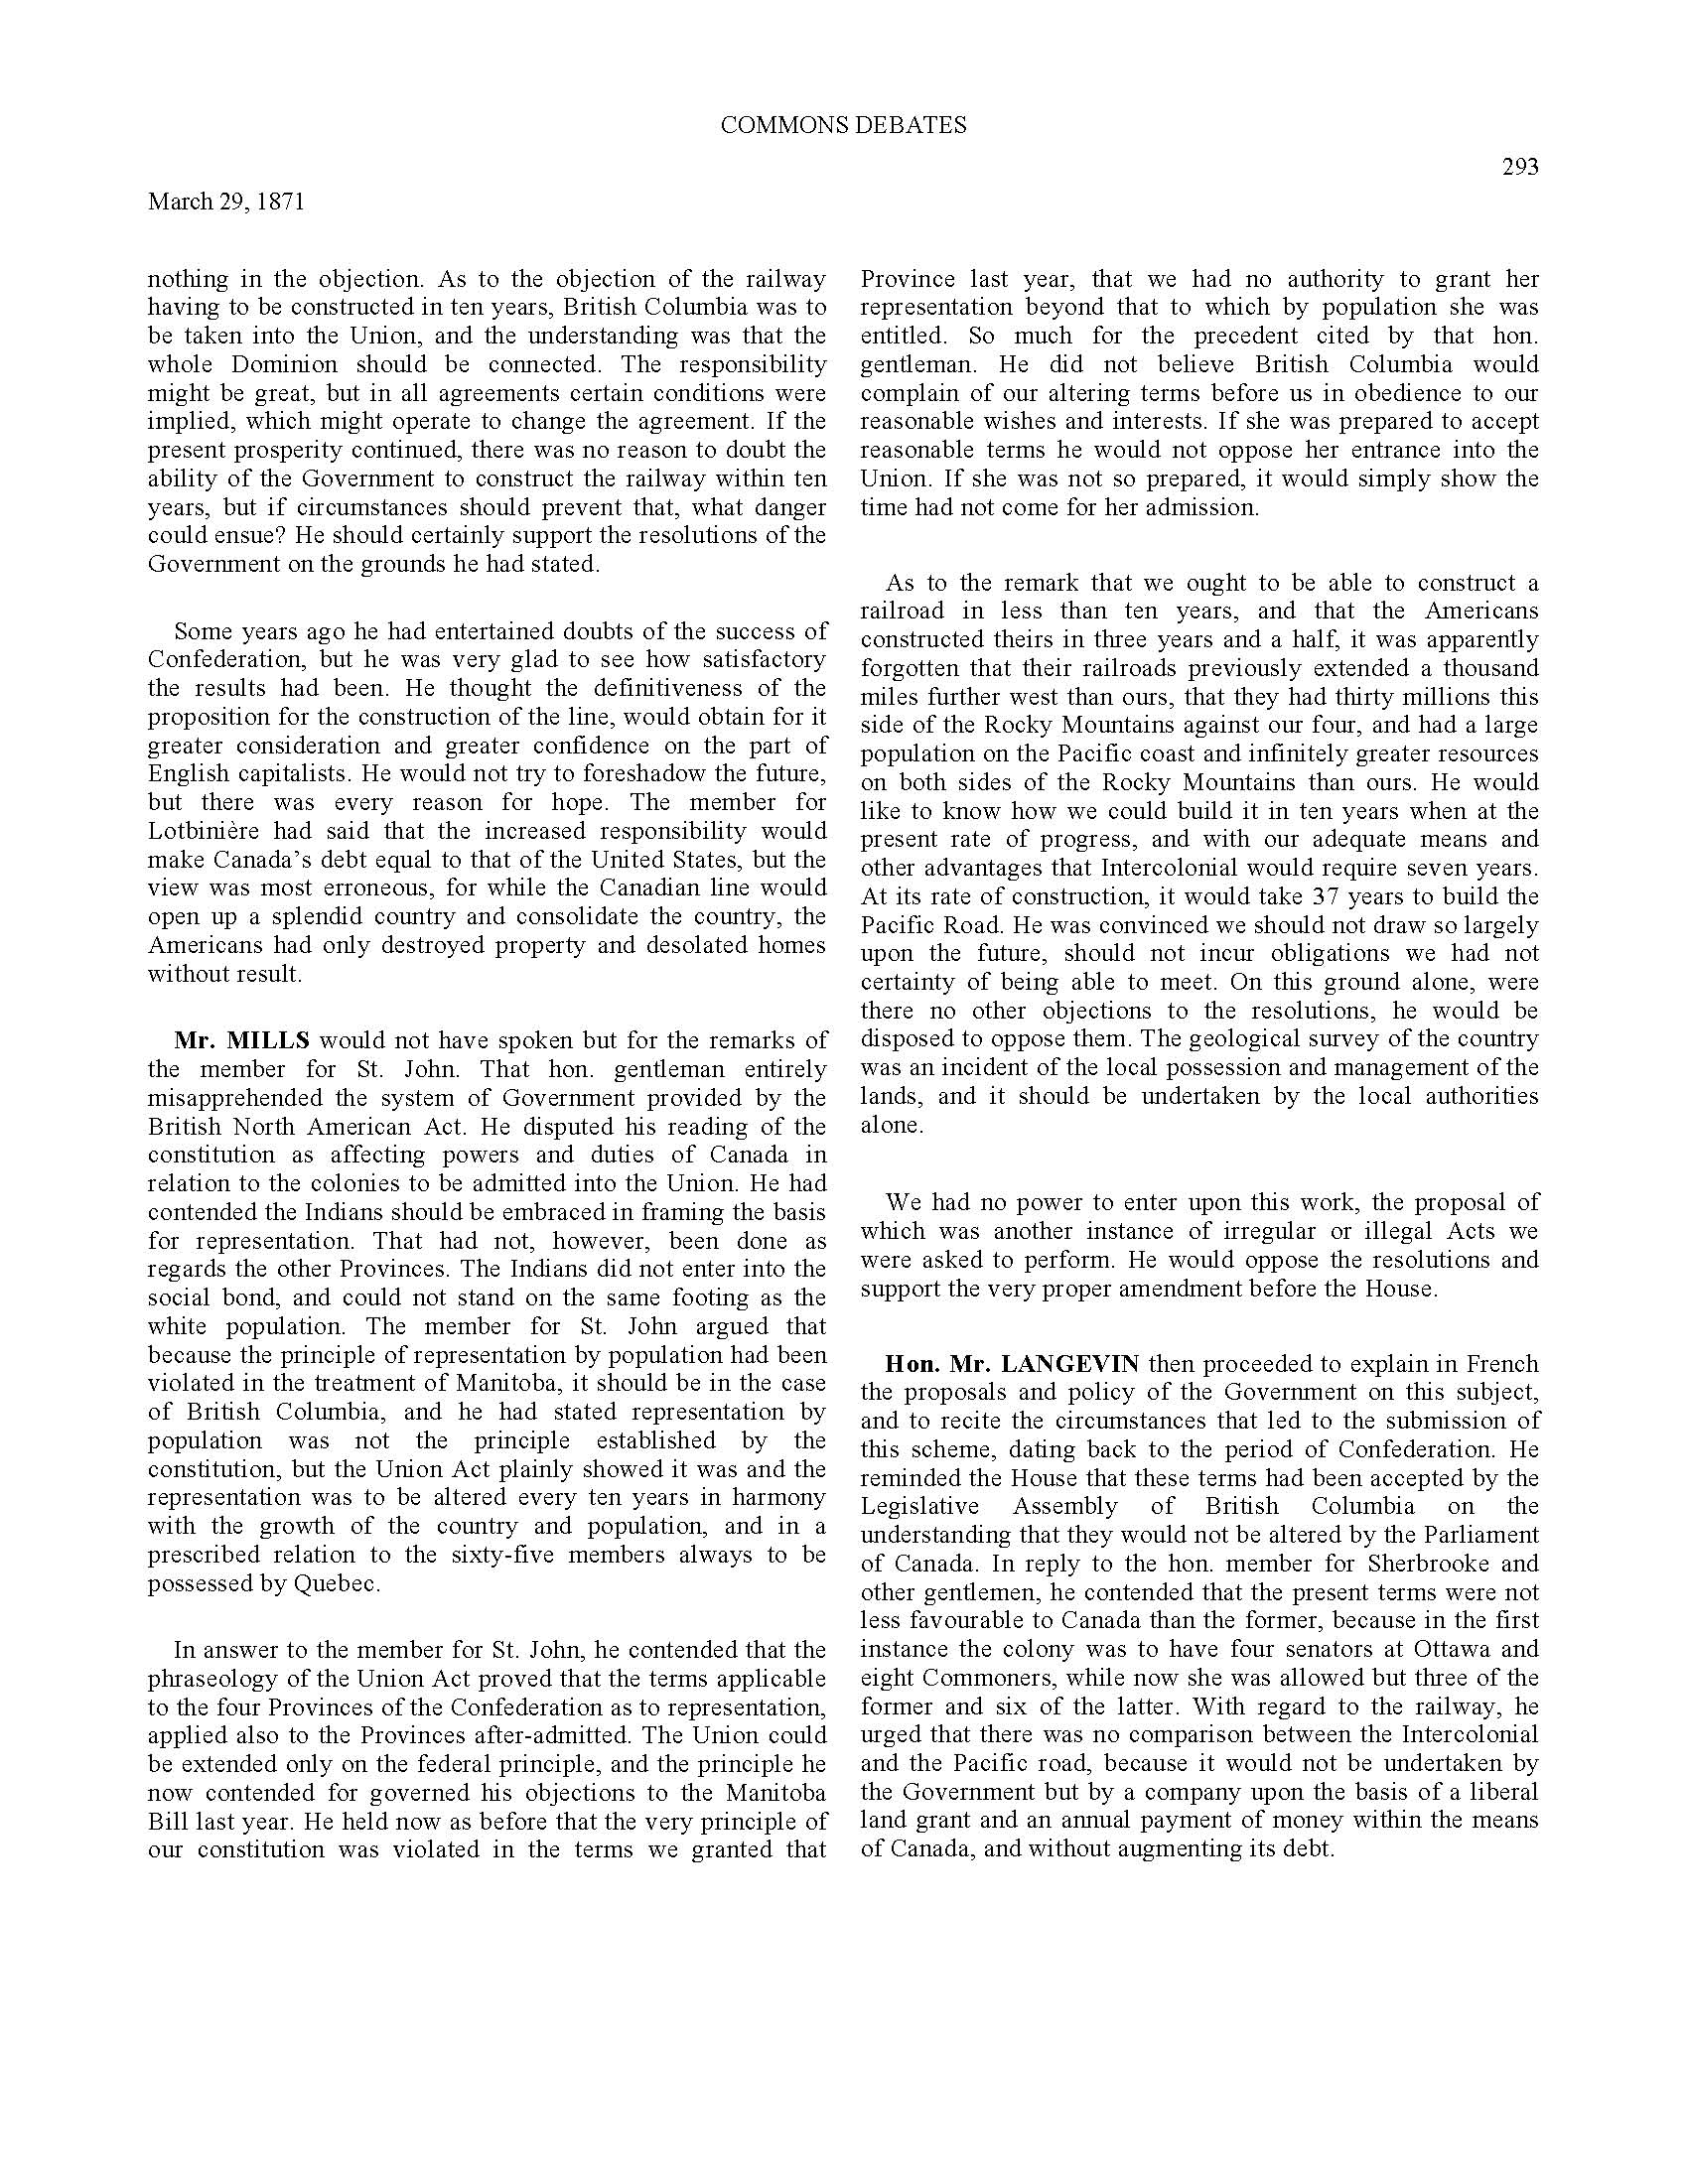 COMMONS DEBATES
293
March 29, 1871
nothing in the objection. As to the objection of the railway
having to be constructed in ten years, British Columbia was to
be taken into the Union, and the understanding was that the
whole Dominion should be connected. The responsibility
might be great, but in all agreements certain conditions were
implied, which might operate to change the agreement. If the
present prosperity continued, there was no reason to doubt the
ability of the Government to construct the railway within ten
years, but if circumstances should prevent that, what danger
could ensue? He should certainly support the resolutions of the
Government on the grounds he had stated.
Some years ago he had entertained doubts of the success of
Confederation, but he was very glad to see how satisfactory
the results had been. He thought the definitiveness of the
proposition for the construction of the line, would obtain for it
greater consideration and greater confidence on the part of
English capitalists. He would not try to foreshadow the future,
but there was every reason for hope. The member for
Lotbinière had said that the increased responsibility would
make Canada's debt equal to that of the United States, but the
view was most erroneous, for while the Canadian line would
open up a splendid country and consolidate the country, the
Americans had only destroyed property and desolated homes
without result.
Mr. MILLS would not have spoken but for the remarks of
the member for St. John. That hon. gentleman entirely
misapprehended the system of Government provided by the
British North American Act. He disputed his reading of the
constitution as affecting powers and duties of Canada in
relation to the colonies to be admitted into the Union. He had
contended the Indians should be embraced in framing the basis
for representation. That had not, however, been done as
regards the other Provinces. The Indians did not enter into the
social bond, and could not stand on the same footing as the
white population. The member for St. John argued that
because the principle of representation by population had been
violated in the treatment of Manitoba, it should be in the case
of British Columbia, and he had stated representation by
population was not the principle established by the
constitution, but the Union Act plainly showed it was and the
representation was to be altered every ten years in harmony
with the growth of the country and population, and in a
prescribed relation to the sixty-five members always to be
possessed by Quebec.
In answer to the member for St. John, he contended that the
phraseology of the Union Act proved that the terms applicable
to the four Provinces of the Confederation as to representation,
applied also to the Provinces after-admitted. The Union could
be extended only on the federal principle, and the principle he
now contended for governed his objections to the Manitoba
Bill last year. He held now as before that the very principle of
our constitution was violated in the terms we granted that
Province last year, that we had no authority to grant her
representation beyond that to which by population she was
entitled. So much for the precedent cited by that hon.
gentleman. He did not believe British Columbia would
complain of our altering terms before us in obedience to our
reasonable wishes and interests. If she was prepared to accept
reasonable terms he would not oppose her entrance into the
Union. If she was not so prepared, it would simply show the
time had not come for her admission.
As to the remark that we ought to be able to construct a
railroad in less than ten years, and that the Americans
constructed theirs in three years and a half, it was apparently
forgotten that their railroads previously extended a thousand
miles further west than ours, that they had thirty millions this
side of the Rocky Mountains against our four, and had a large
population on the Pacific coast and infinitely greater resources
on both sides of the Rocky Mountains than ours. He would
like to know how we could build it in ten years when at the
present rate of progress, and with our adequate means and
other advantages that Intercolonial would require seven years.
At its rate of construction, it would take 37 years to build the
Pacific Road. He was convinced we should not draw so largely
upon the future, should not incur obligations we had not
certainty of being able to meet. On this ground alone, were
there no other objections to the resolutions, he would be
disposed to oppose them. The geological survey of the country
was an incident of the local possession and management of the
lands, and it should be undertaken by the local authorities
alone.
We had no power to enter upon this work, the proposal of
which was another instance of irregular or illegal Acts we
were asked to perform. He would oppose the resolutions and
support the very proper amendment before the House.
Hon. Mr. LANGEVIN then proceeded to explain in French
the proposals and policy of the Government on this subject,
and to recite the circumstances that led to the submission of
this scheme, dating back to the period of Confederation. He
reminded the House that these terms had been accepted by the
Legislative Assembly of British Columbia on the
understanding that they would not be altered by the Parliament
of Canada. In reply to the hon. member for Sherbrooke and
other gentlemen, he contended that the present terms were not
less favourable to Canada than the former, because in the first
instance the colony was to have four senators at Ottawa and
eight Commoners, while now she was allowed but three of the
former and six of the latter. With regard to the railway, he
urged that there was no comparison between the Intercolonial
and the Pacific road, because it would not be undertaken by
the Government but by a company upon the basis of a liberal
land grant and an annual payment of money within the means
of Canada, and without augmenting its debt.